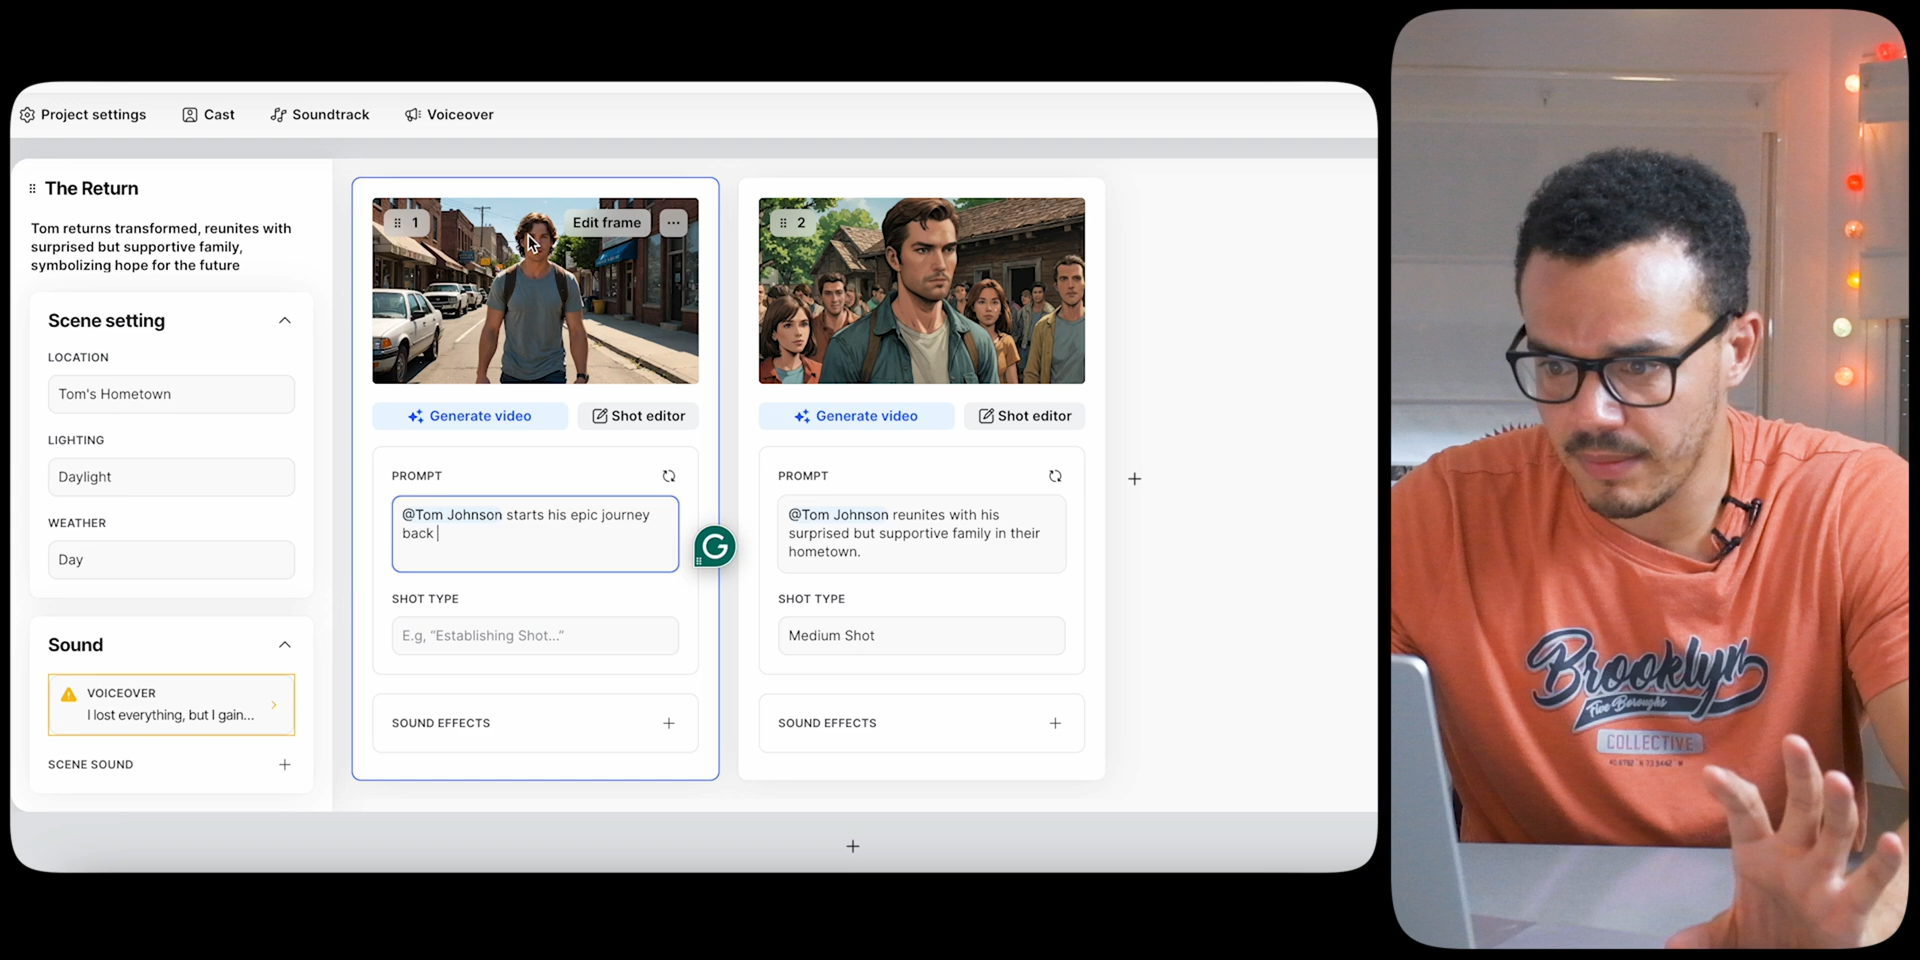 Project settings
Cast
Soundtrack
Voiceover
The Return
Tom returns transformed, reunites with
surprised but supportive family,
symbolizing hope for the future
Scene setting
LOCATION
Tom's Hometown
LIGHTING
Daylight
WEATHER
Day
Sound
VOICEOVER
I lost everything, but I gain...
SCENE SOUND
1
Edit frame
Generate video
Shot editor
PROMPT
@Tom Johnson starts his epic journey
back
SHOT TYPE
E.g, “Establishing Shot...”
SOUND EFFECTS
2
Generate video
Shot editor
PROMPT
@Tom Johnson reunites with his
surprised but supportive family in their
hometown.
SHOT TYPE
Medium Shot
SOUND EFFECTS
G
Brooklyn
Five Boroughs
COLLECTIVE